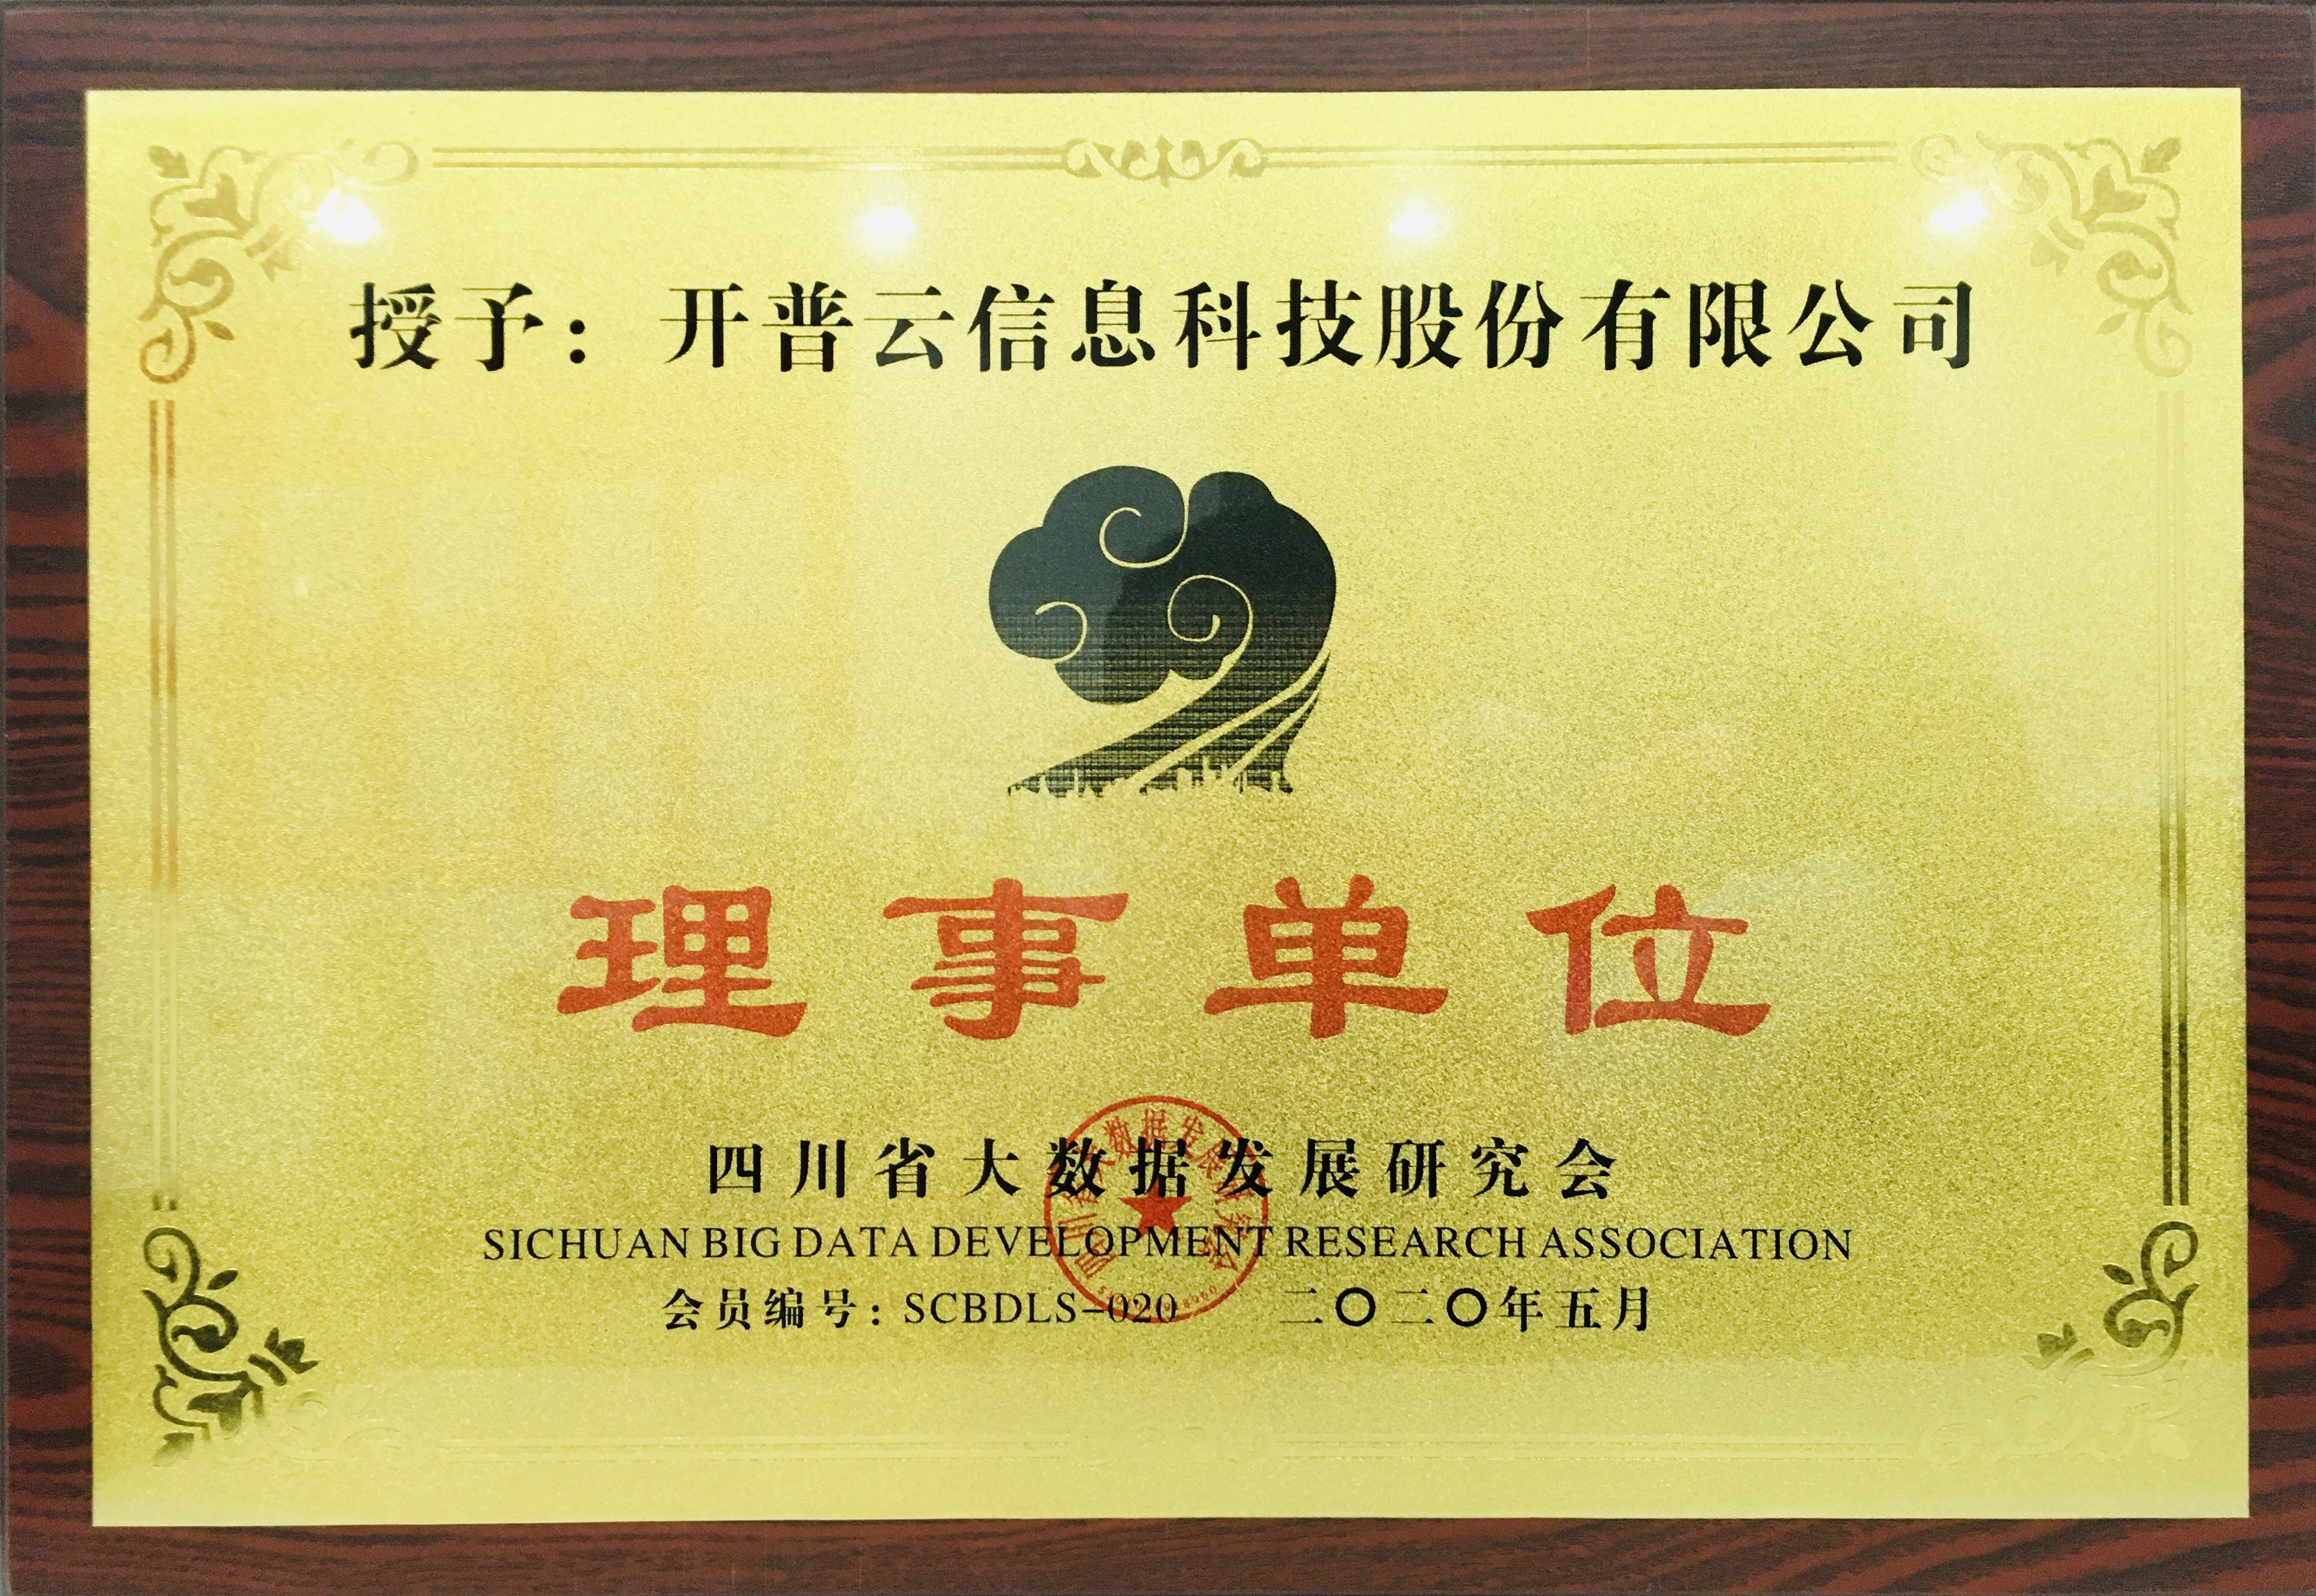 授予：开普云信息科技股份有限公司
理事单位
四川省大数据发展研究会
SICHUAN BIG DATA DEVELOPMENT RESEARCH ASSOCIATION
会员编号：SCBDLS-020 二〇二〇年五月